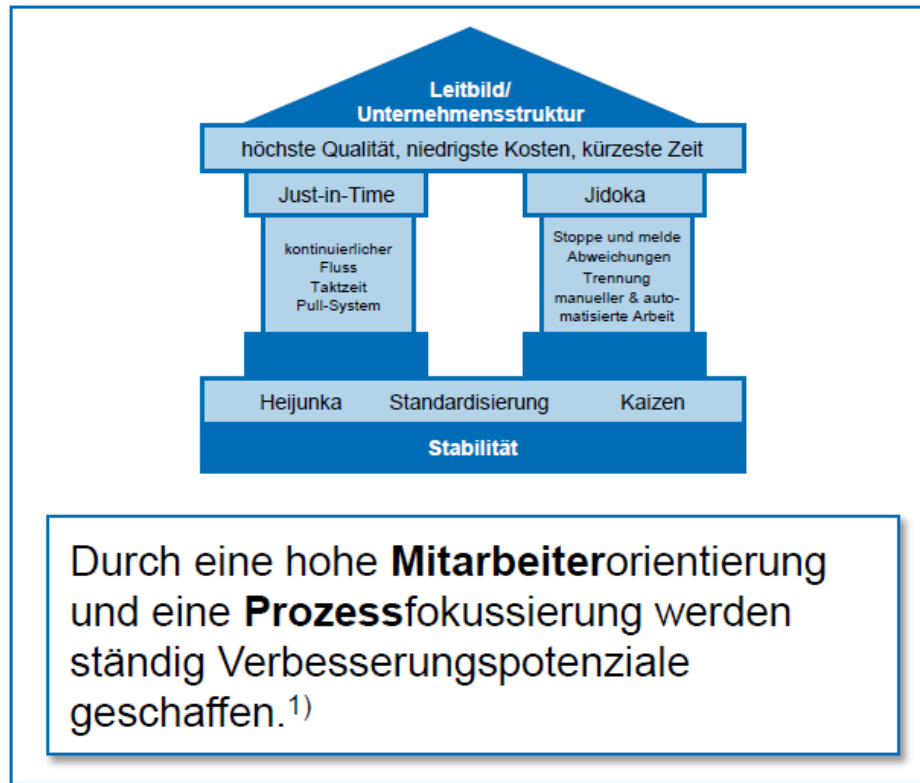 Leitbild/
Unternehmensstruktur
höchste Qualität, niedrigste Kosten, kürzeste Zeit
Just-in-Time
kontinuierlicher
Fluss
Taktzeit
Pull-System
Jidoka
Stoppe und melde
Abweichungen
Trennung
manueller & auto-
matisierte Arbeit
Heijunka Standardisierung Kaizen
Stabilität
Durch eine hohe Mitarbeiterorientierung
und eine Prozessfokussierung werden
ständig Verbesserungspotenziale
geschaffen.1)